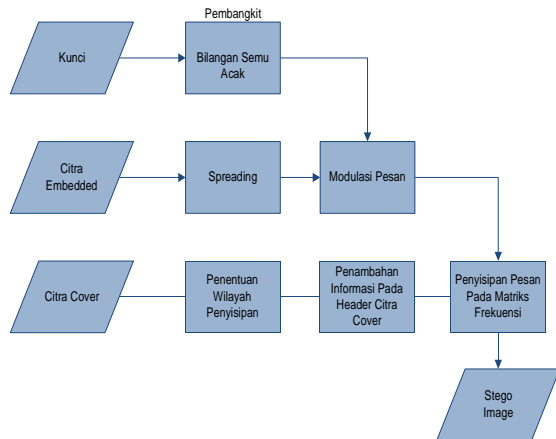 Pembangkit
Kunci
Bilangan Semu
Acak
Citra
Embedded
Spreading
Modulasi Pesan
Citra Cover
Penentuan
Wilayah
Penyisipan
Penambahan
Informasi Pada
Header Citra
Cover
Penyisipan Pesan
Pada Matriks
Frekuensi
Stego
Image